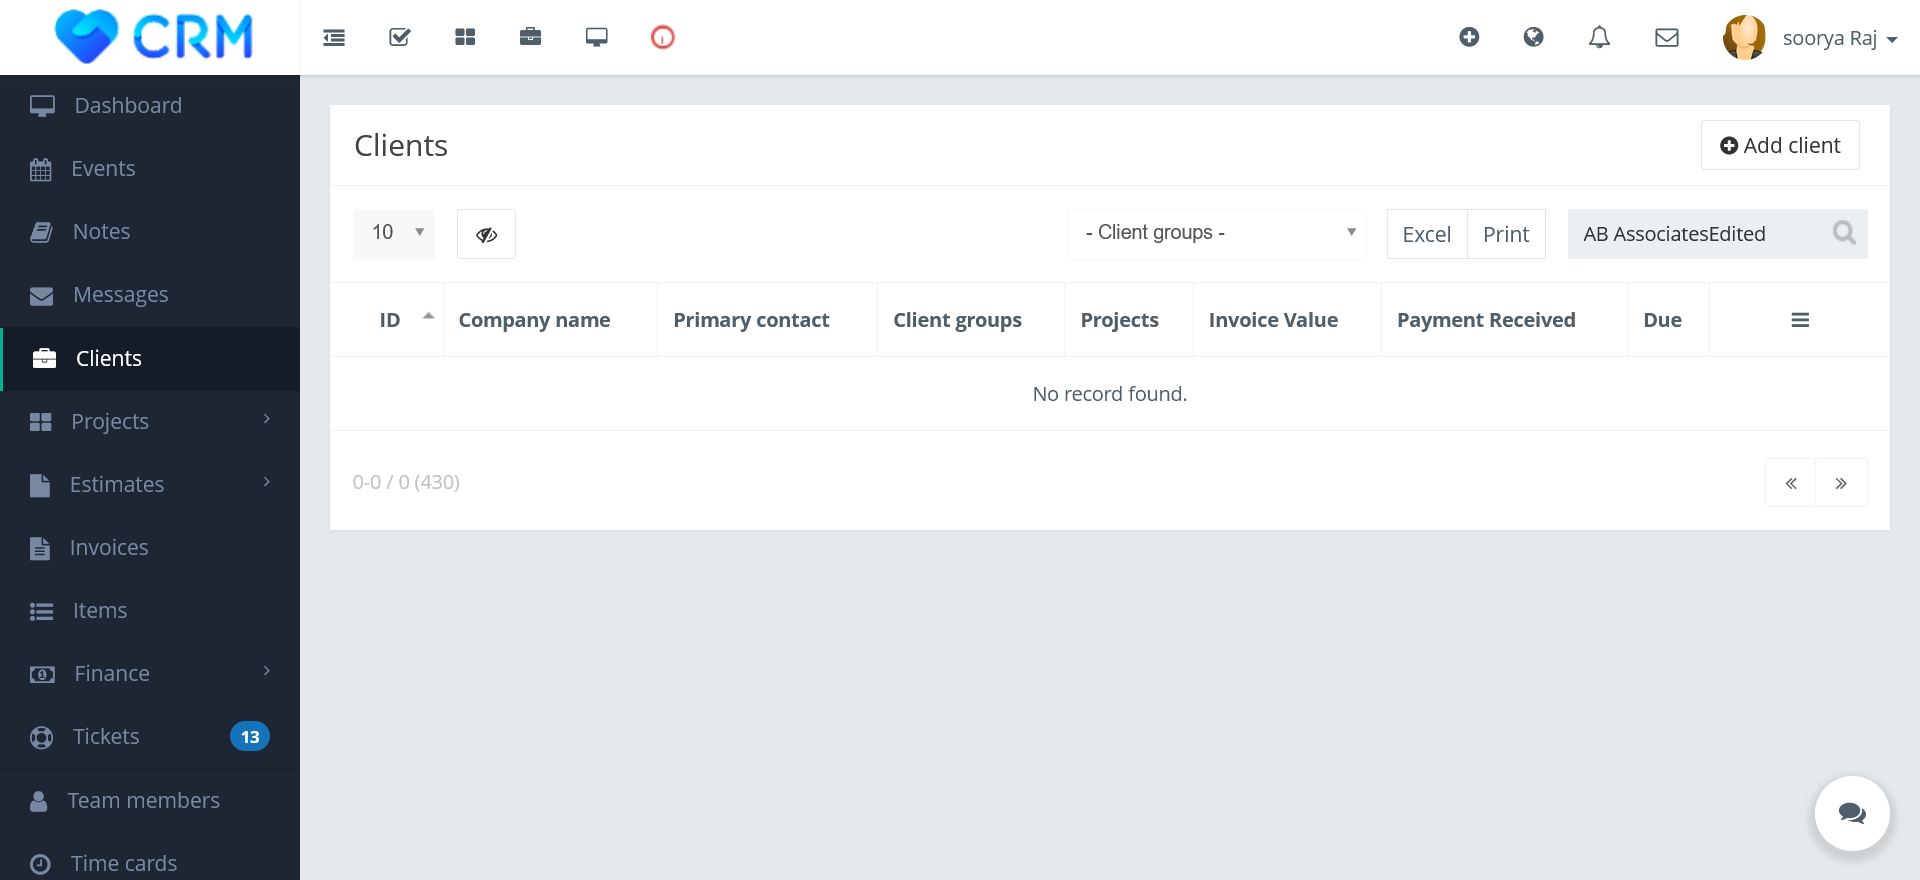 CRM
soorya Raj
Dashboard
Events
Notes
Messages
Clients
Projects
Estimates
Invoices
Items
Finance
Tickets 13
Team members
Time cards
Clients
Add client
10
- Client groups -
Excel
Print
AB AssociatesEdited
ID Company name Primary contact Client groups Projects Invoice Value Payment Received Due
No record found.
0-0 / 0 (430)
« »